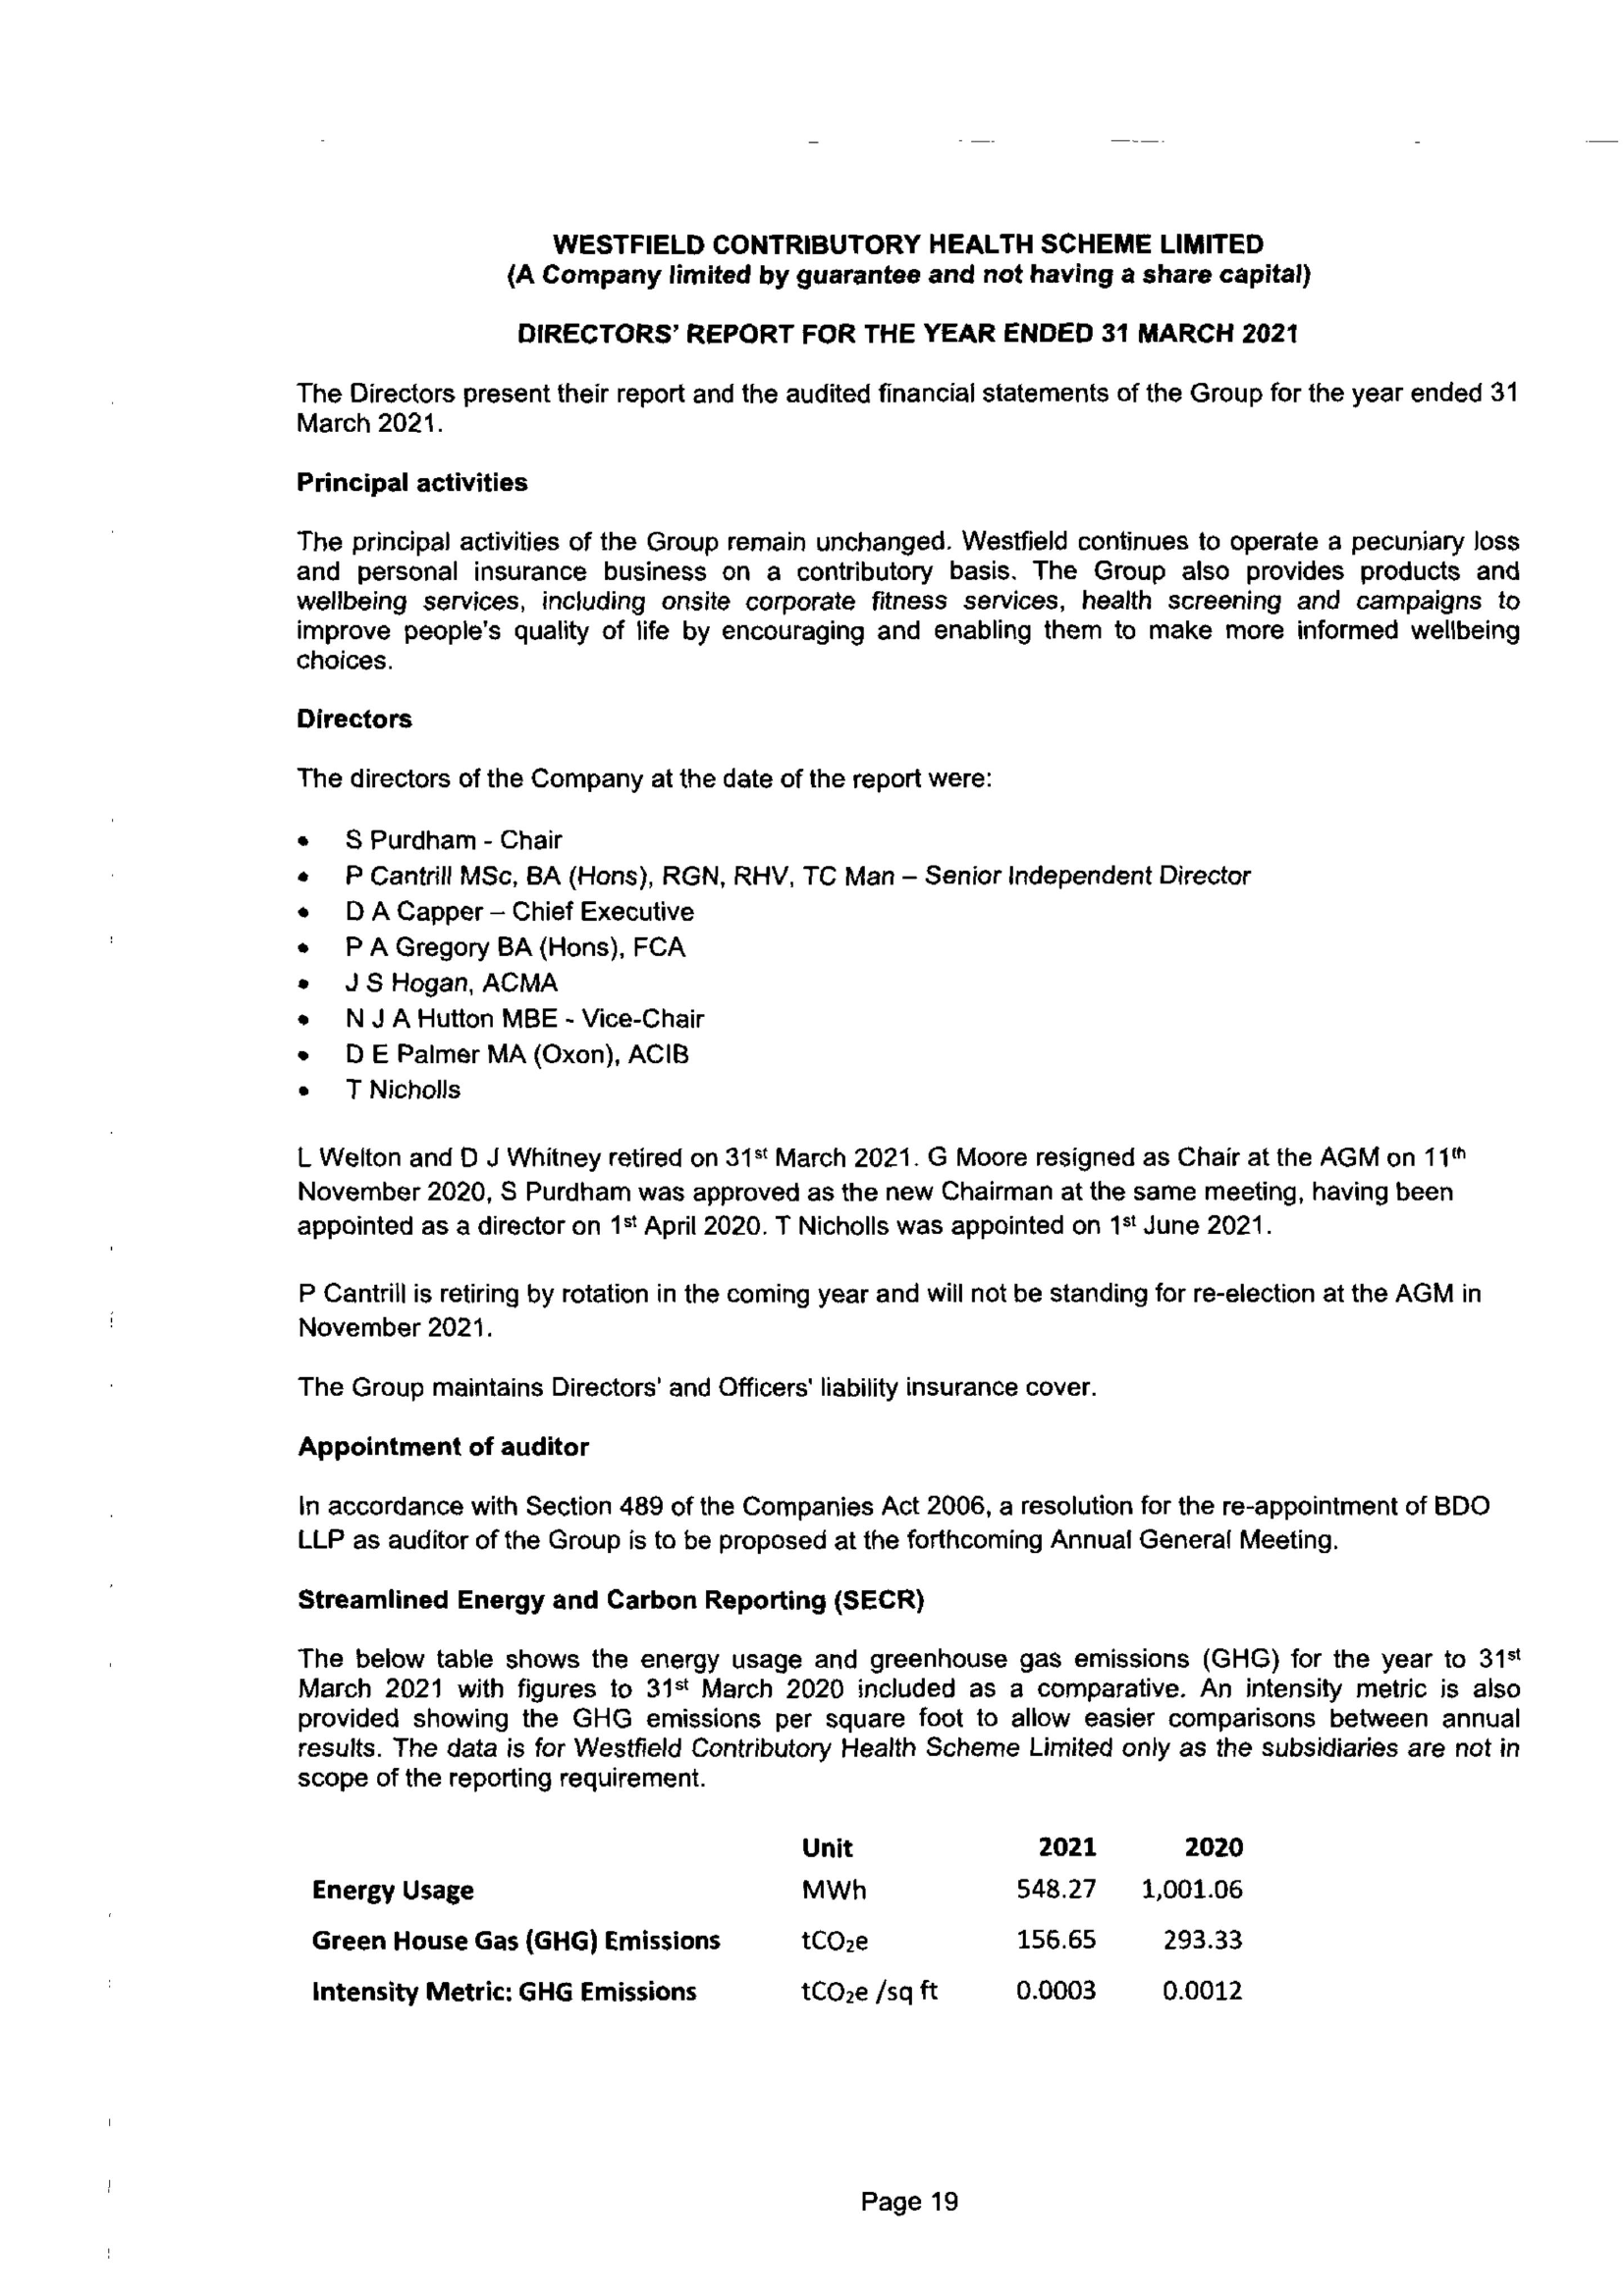 WESTFIELD CONTRIBUTORY HEALTH SCHEME LIMITED
(A Company limited by guarantee and not having a share capital)
DIRECTORS' REPORT FOR THE YEAR ENDED 31 MARCH 2021
The Directors present their report and the audited financial statements of the Group for the year ended 31
March 2021.
Principal activities
The principal activities of the Group remain unchanged. Westfield continues to operate a pecuniary loss
and personal insurance business on a contributory basis. The Group also provides products and
wellbeing services, including onsite corporate fitness services, health screening and campaigns to
improve people's quality of life by encouraging and enabling them to make more informed wellbeing
choices.
Directors
The directors of the Company at the date of the report were:
• S Purdham - Chair
• P Cantrill MSc, BA (Hons), RGN, RHV, TC Man – Senior Independent Director
• D A Capper – Chief Executive
• P A Gregory BA (Hons), FCA
• J S Hogan, ACMA
• N J A Hutton MBE - Vice-Chair
• D E Palmer MA (Oxon), ACIB
• T Nicholls
L Welton and D J Whitney retired on 31st March 2021. G Moore resigned as Chair at the AGM on 11th
November 2020, S Purdham was approved as the new Chairman at the same meeting, having been
appointed as a director on 1st April 2020. T Nicholls was appointed on 1st June 2021.
P Cantrill is retiring by rotation in the coming year and will not be standing for re-election at the AGM in
November 2021.
The Group maintains Directors' and Officers' liability insurance cover.
Appointment of auditor
In accordance with Section 489 of the Companies Act 2006, a resolution for the re-appointment of BDO
LLP as auditor of the Group is to be proposed at the forthcoming Annual General Meeting.
Streamlined Energy and Carbon Reporting (SECR)
The below table shows the energy usage and greenhouse gas emissions (GHG) for the year to 31st
March 2021 with figures to 31st March 2020 included as a comparative. An intensity metric is also
provided showing the GHG emissions per square foot to allow easier comparisons between annual
results. The data is for Westfield Contributory Health Scheme Limited only as the subsidiaries are not in
scope of the reporting requirement.
Unit 2021 2020
Energy Usage MWh 548.27 1,001.06
Green House Gas (GHG) Emissions tCO₂e 156.65 293.33
Intensity Metric: GHG Emissions tCO₂e /sq ft 0.0003 0.0012
Page 19